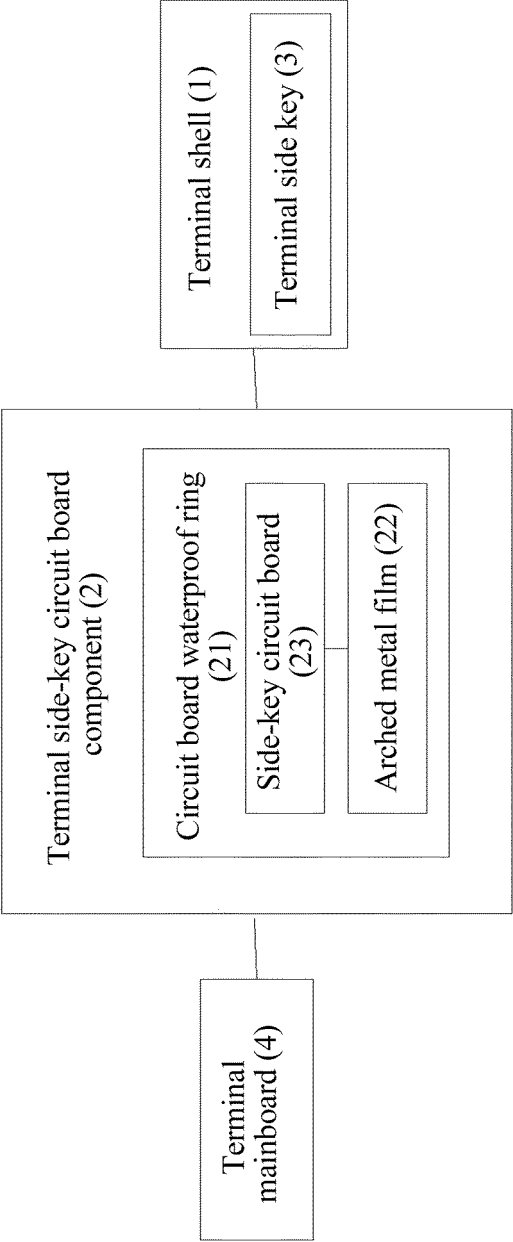 Terminal
mainboard (4)
Terminal side-key circuit board
component (2)
Circuit board waterproof ring
(21)
Side-key circuit board
(23)
Arched metal film (22)
Terminal shell (1)
Terminal side key (3)